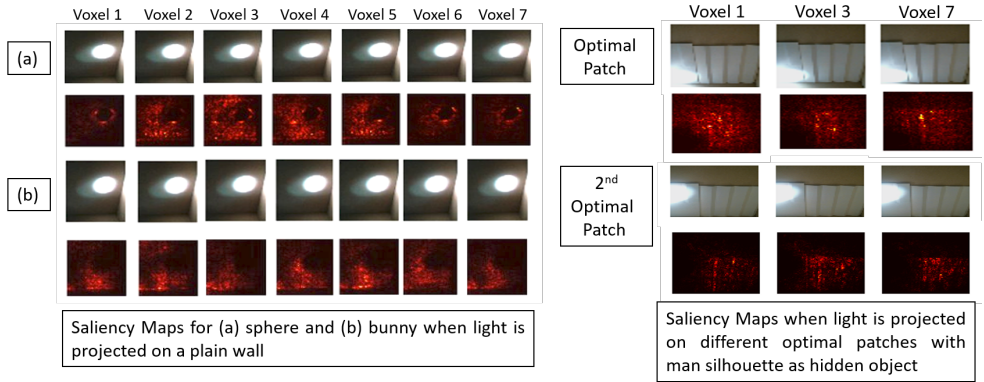 Voxel 1 Voxel 2 Voxel 3 Voxel 4 Voxel 5 Voxel 6 Voxel 7
(a)
(b)
Saliency Maps for (a) sphere and (b) bunny when light is
projected on a plain wall
Voxel 1 Voxel 3 Voxel 7
Optimal
Patch
2nd
Optimal
Patch
Saliency Maps when light is projected
on different optimal patches with
man silhouette as hidden object